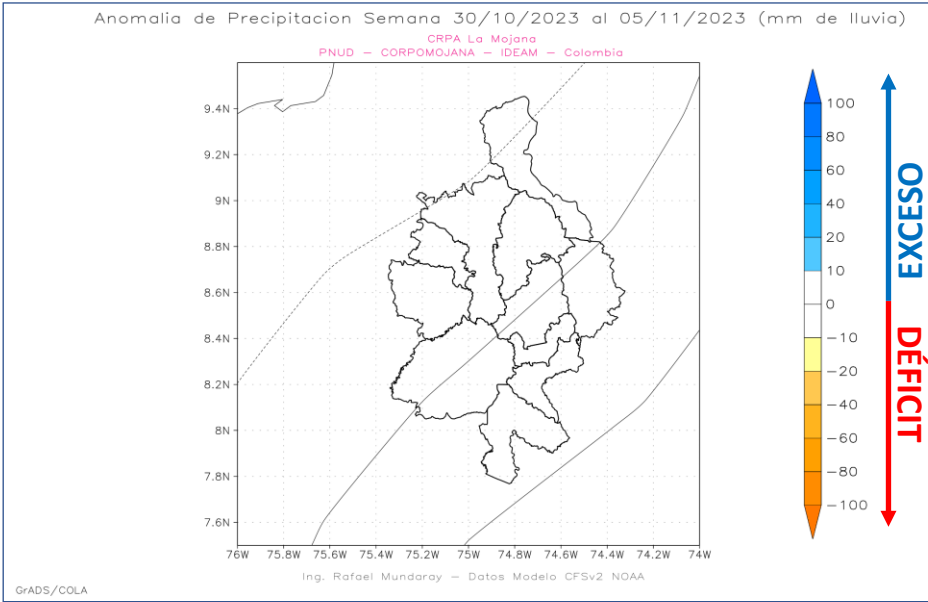 Anomalia de Precipitacion Semana 30/10/2023 al 05/11/2023 (mm de lluvia)
CRPA La Mojana
PNUD – CORPOMOJANA – IDEAM – Colombia
9.4N
9.2N
9N
8.8N
8.6N
8.4N
8.2N
8N
7.8N
7.6N
76W 75.8W 75.6W 75.4W 75.2W 75W 74.8W 74.6W 74.4W 74.2W 74W
100
80
60
40
20
10
0
−10
−20
−40
−60
−80
−100
EXCESO
DÉFICIT
Ing. Rafael Mundaray – Datos Modelo CFSv2 NOAA
GrADS/COLA